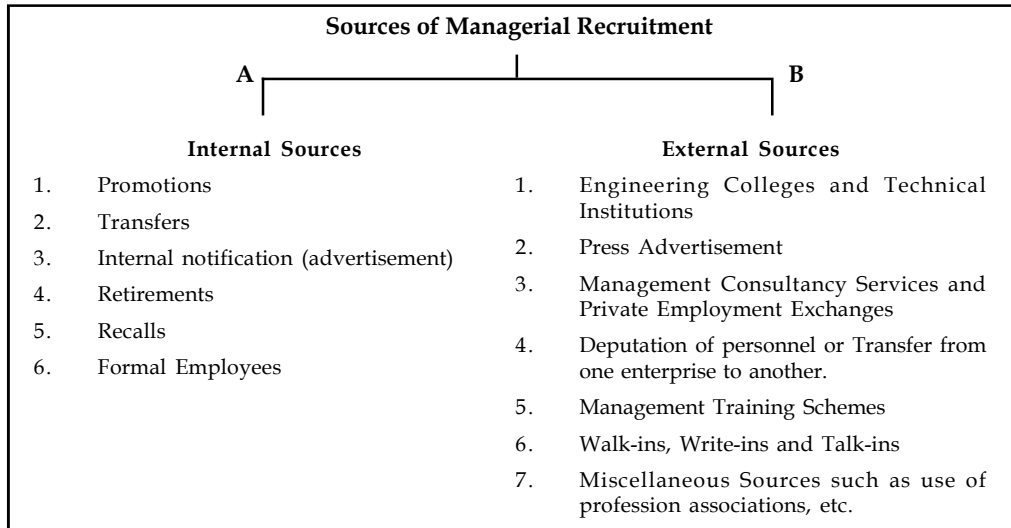 Sources of Managerial Recruitment
A
B
Internal Sources
1. Promotions
2. Transfers
3. Internal notification (advertisement)
4. Retirements
5. Recalls
6. Formal Employees
External Sources
1. Engineering Colleges and Technical
Institutions
2. Press Advertisement
3. Management Consultancy Services and
Private Employment Exchanges
4. Deputation of personnel or Transfer from
one enterprise to another.
5. Management Training Schemes
6. Walk-ins, Write-ins and Talk-ins
7. Miscellaneous Sources such as use of
profession associations, etc.